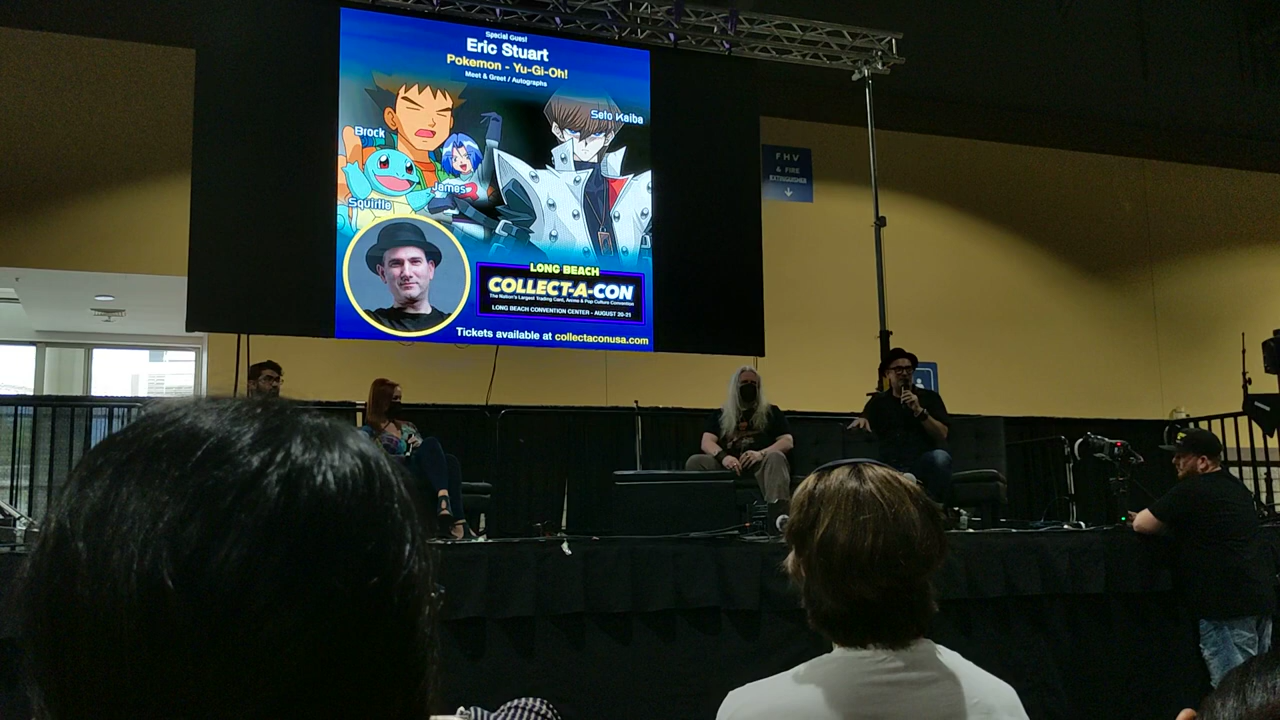 Special Guest
Eric Stuart
Pokemon - Yu-Gi-Oh!
Meet & Greet / Autographs
Seto Kaiba
Brock
James
Squirtle
LONG BEACH
COLLECT-A-CON
The Nation's Largest Trading Card, Anime & Pop Culture Convention
LONG BEACH CONVENTION CENTER - AUGUST 20-21
Tickets available at collectaconusa.com
FHV
& FIRE
EXTINGUISHER